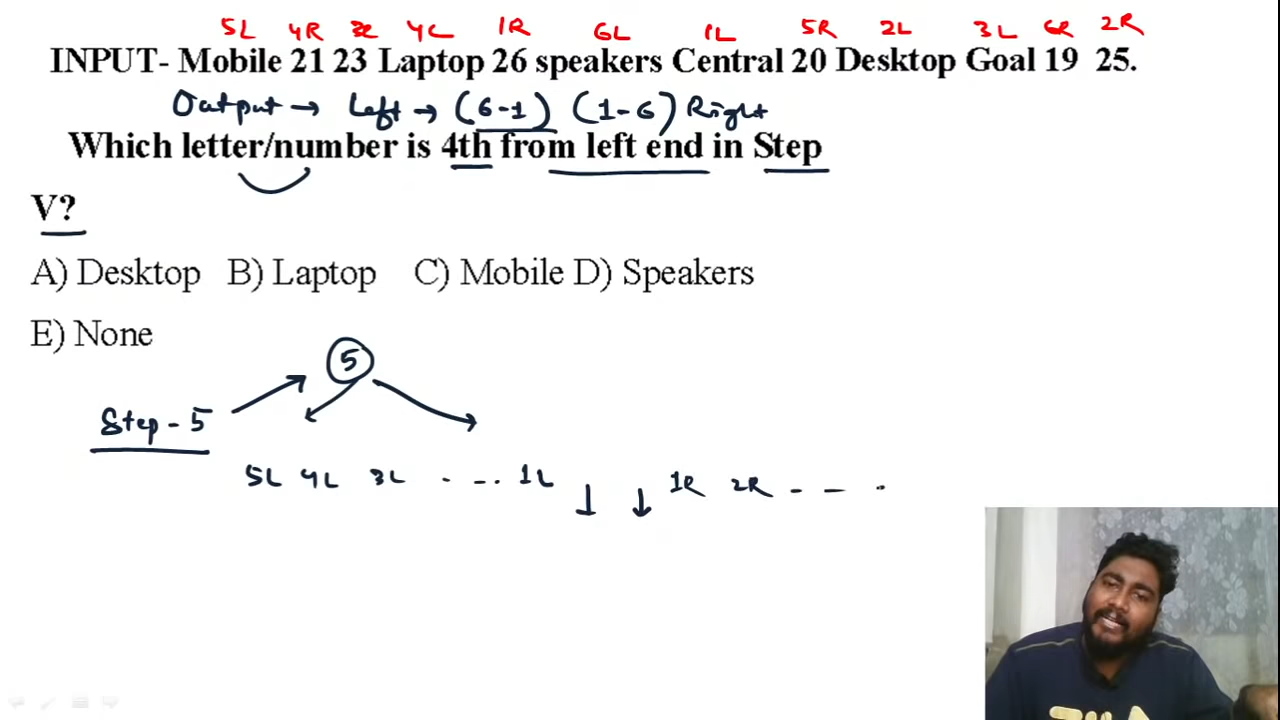 5L 4R 3R 4L 1R 6L 1L 5R 2L 3L 6R 2R
INPUT- Mobile 21 23 Laptop 26 speakers Central 20 Desktop Goal 19 25.
Output → Left → (6-1) (1-6) Right
Which letter/number is 4th from left end in Step
V?
A) Desktop B) Laptop C) Mobile D) Speakers
E) None
5
Step - 5
5L 4L 3L - - - 1L ↓ ↓ 1R 2R - - -